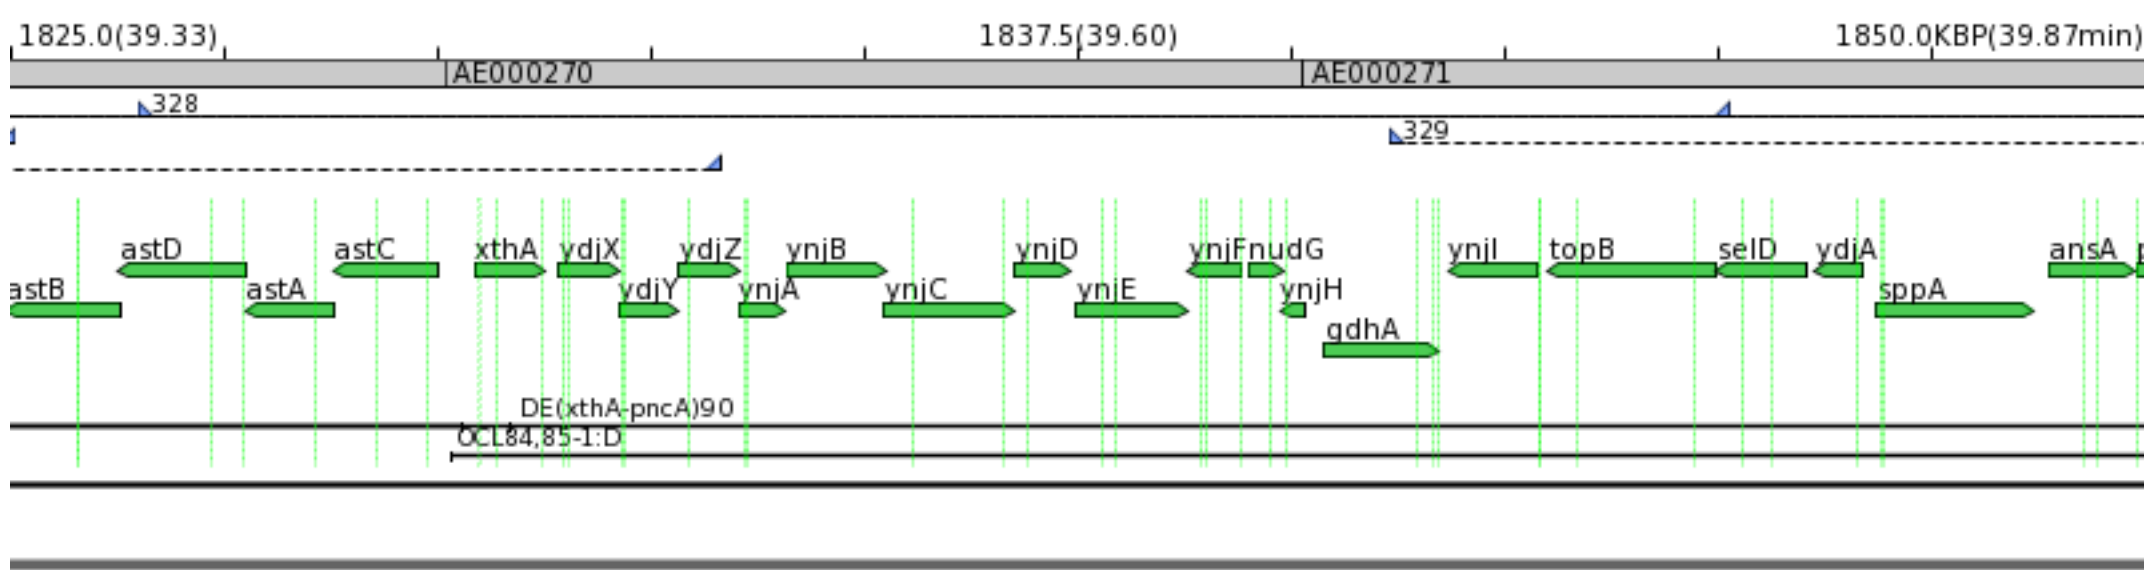 1825.0(39.33) 1837.5(39.60) 1850.0KBP(39.87min)
AE000270 AE000271
328
329
astD astC xthA ydjX ydjZ ynjB ynjD ynjF nudG ynjI topB selD ydjA ansA
astB astA ydjY ynjA ynjC ynjE ynjH sppA
gdhA
DE(xthA-pncA)90
OCL84,85-1:D